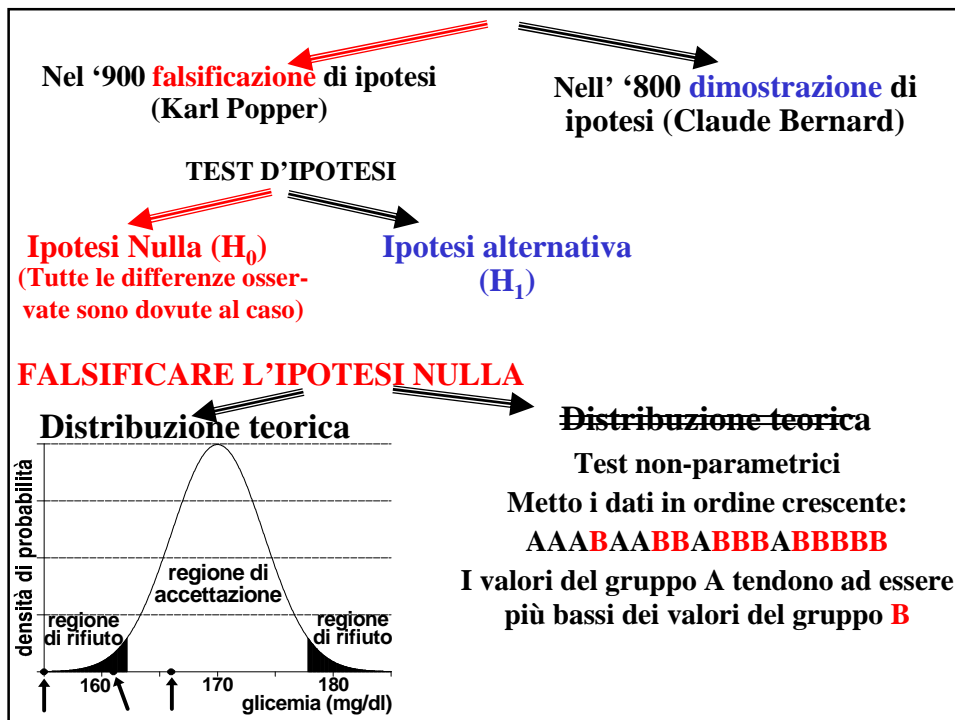 Nel ‘900 falsificazione di ipotesi
(Karl Popper)
Nell’ ‘800 dimostrazione di
ipotesi (Claude Bernard)
TEST D’IPOTESI
Ipotesi Nulla (H₀)
(Tutte le differenze osser-
vate sono dovute al caso)
Ipotesi alternativa
(H₁)
FALSIFICARE L’IPOTESI NULLA
Distribuzione teorica
densità di probabilità
regione di
accettazione
regione
di rifiuto
regione
di rifiuto
160
170
180
glicemia (mg/dl)
Distribuzione teorica
Test non-parametrici
Metto i dati in ordine crescente:
AAABAABBABBBABBBBB
I valori del gruppo A tendono ad essere
più bassi dei valori del gruppo B